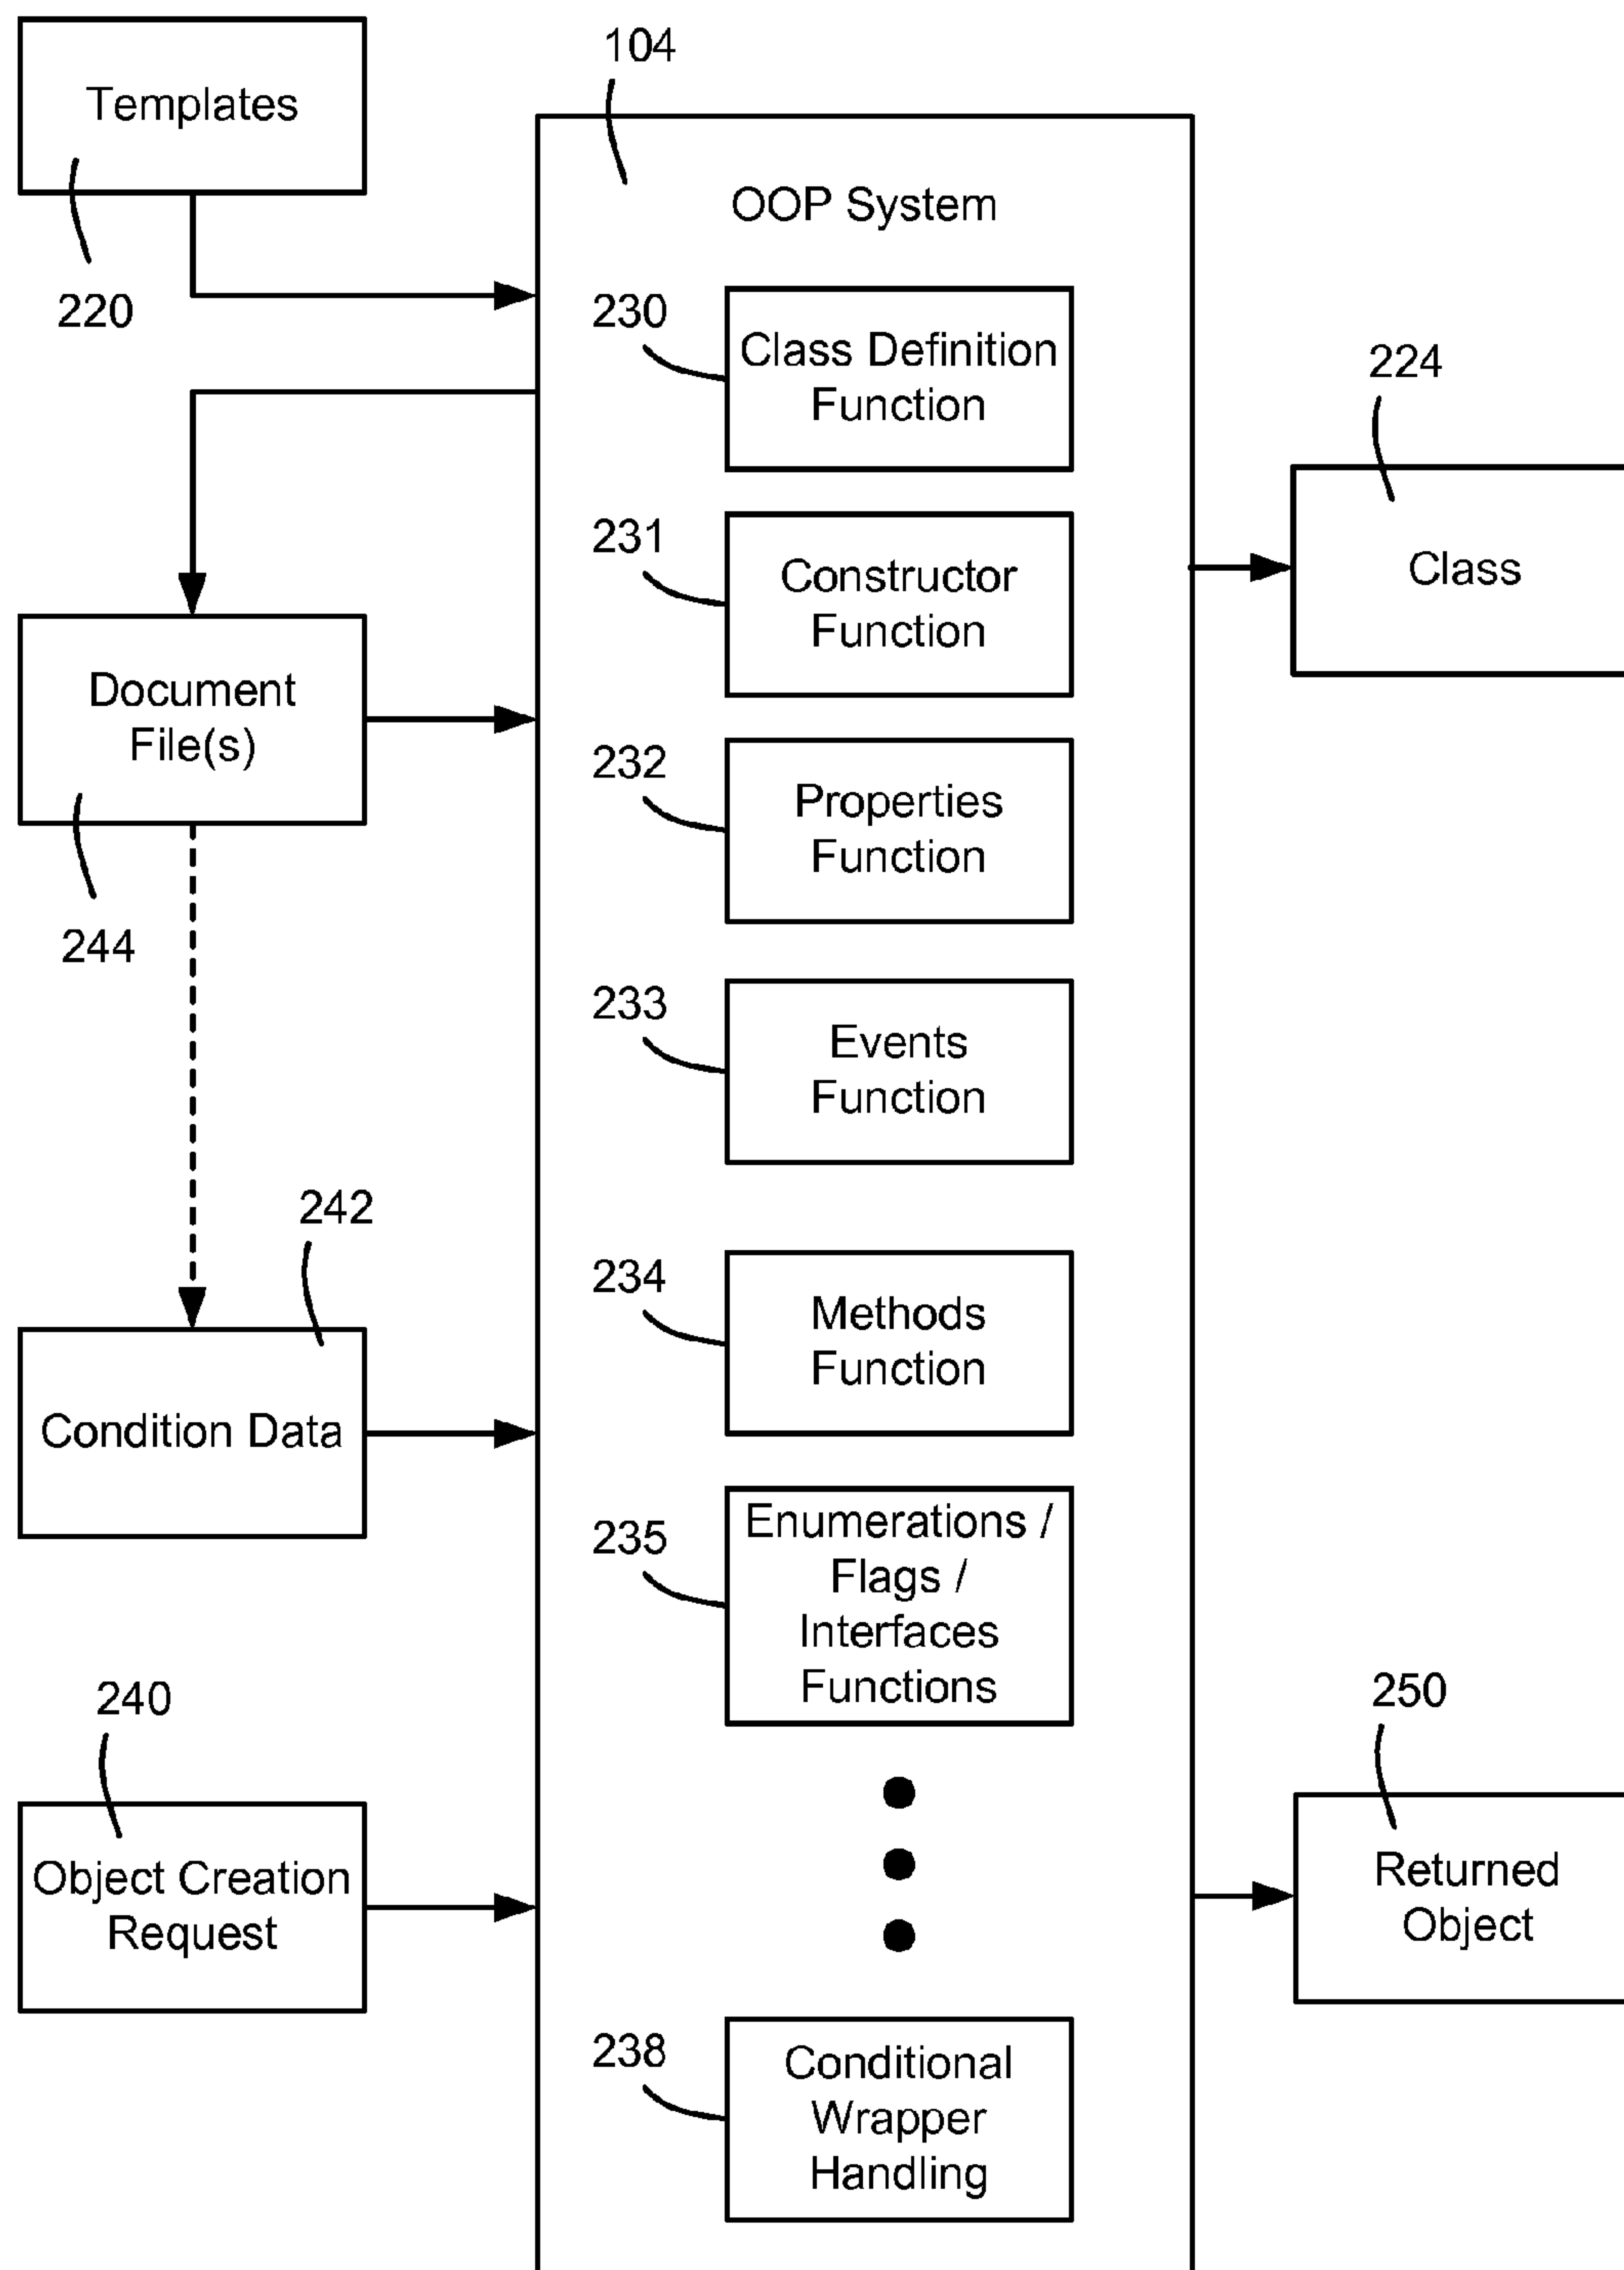 Templates
220
104
OOP System
230
Class Definition
Function
224
Class
231
Constructor
Function
Document
File(s)
244
232
Properties
Function
233
Events
Function
242
Condition Data
234
Methods
Function
235
Enumerations /
Flags /
Interfaces
Functions
240
Object Creation
Request
250
Returned
Object
238
Conditional
Wrapper
Handling